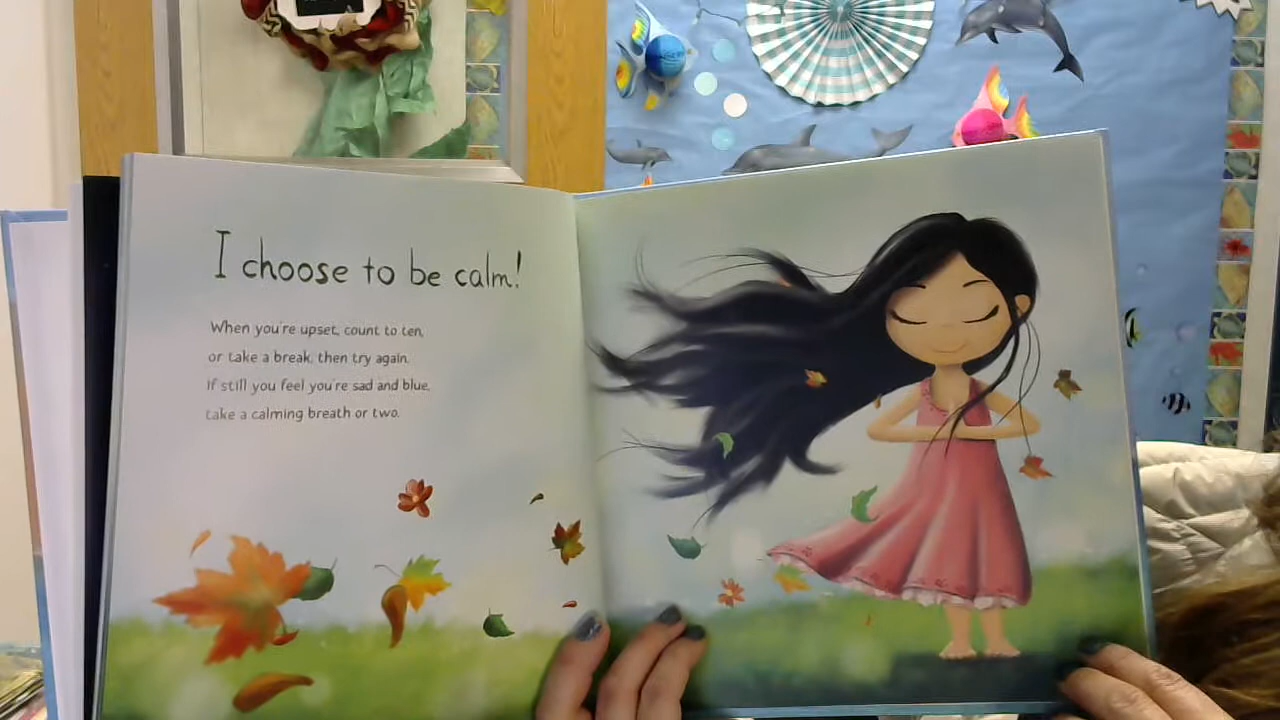 I choose to be calm!
When you're upset, count to ten,
or take a break, then try again.
If still you feel you're sad and blue,
take a calming breath or two.